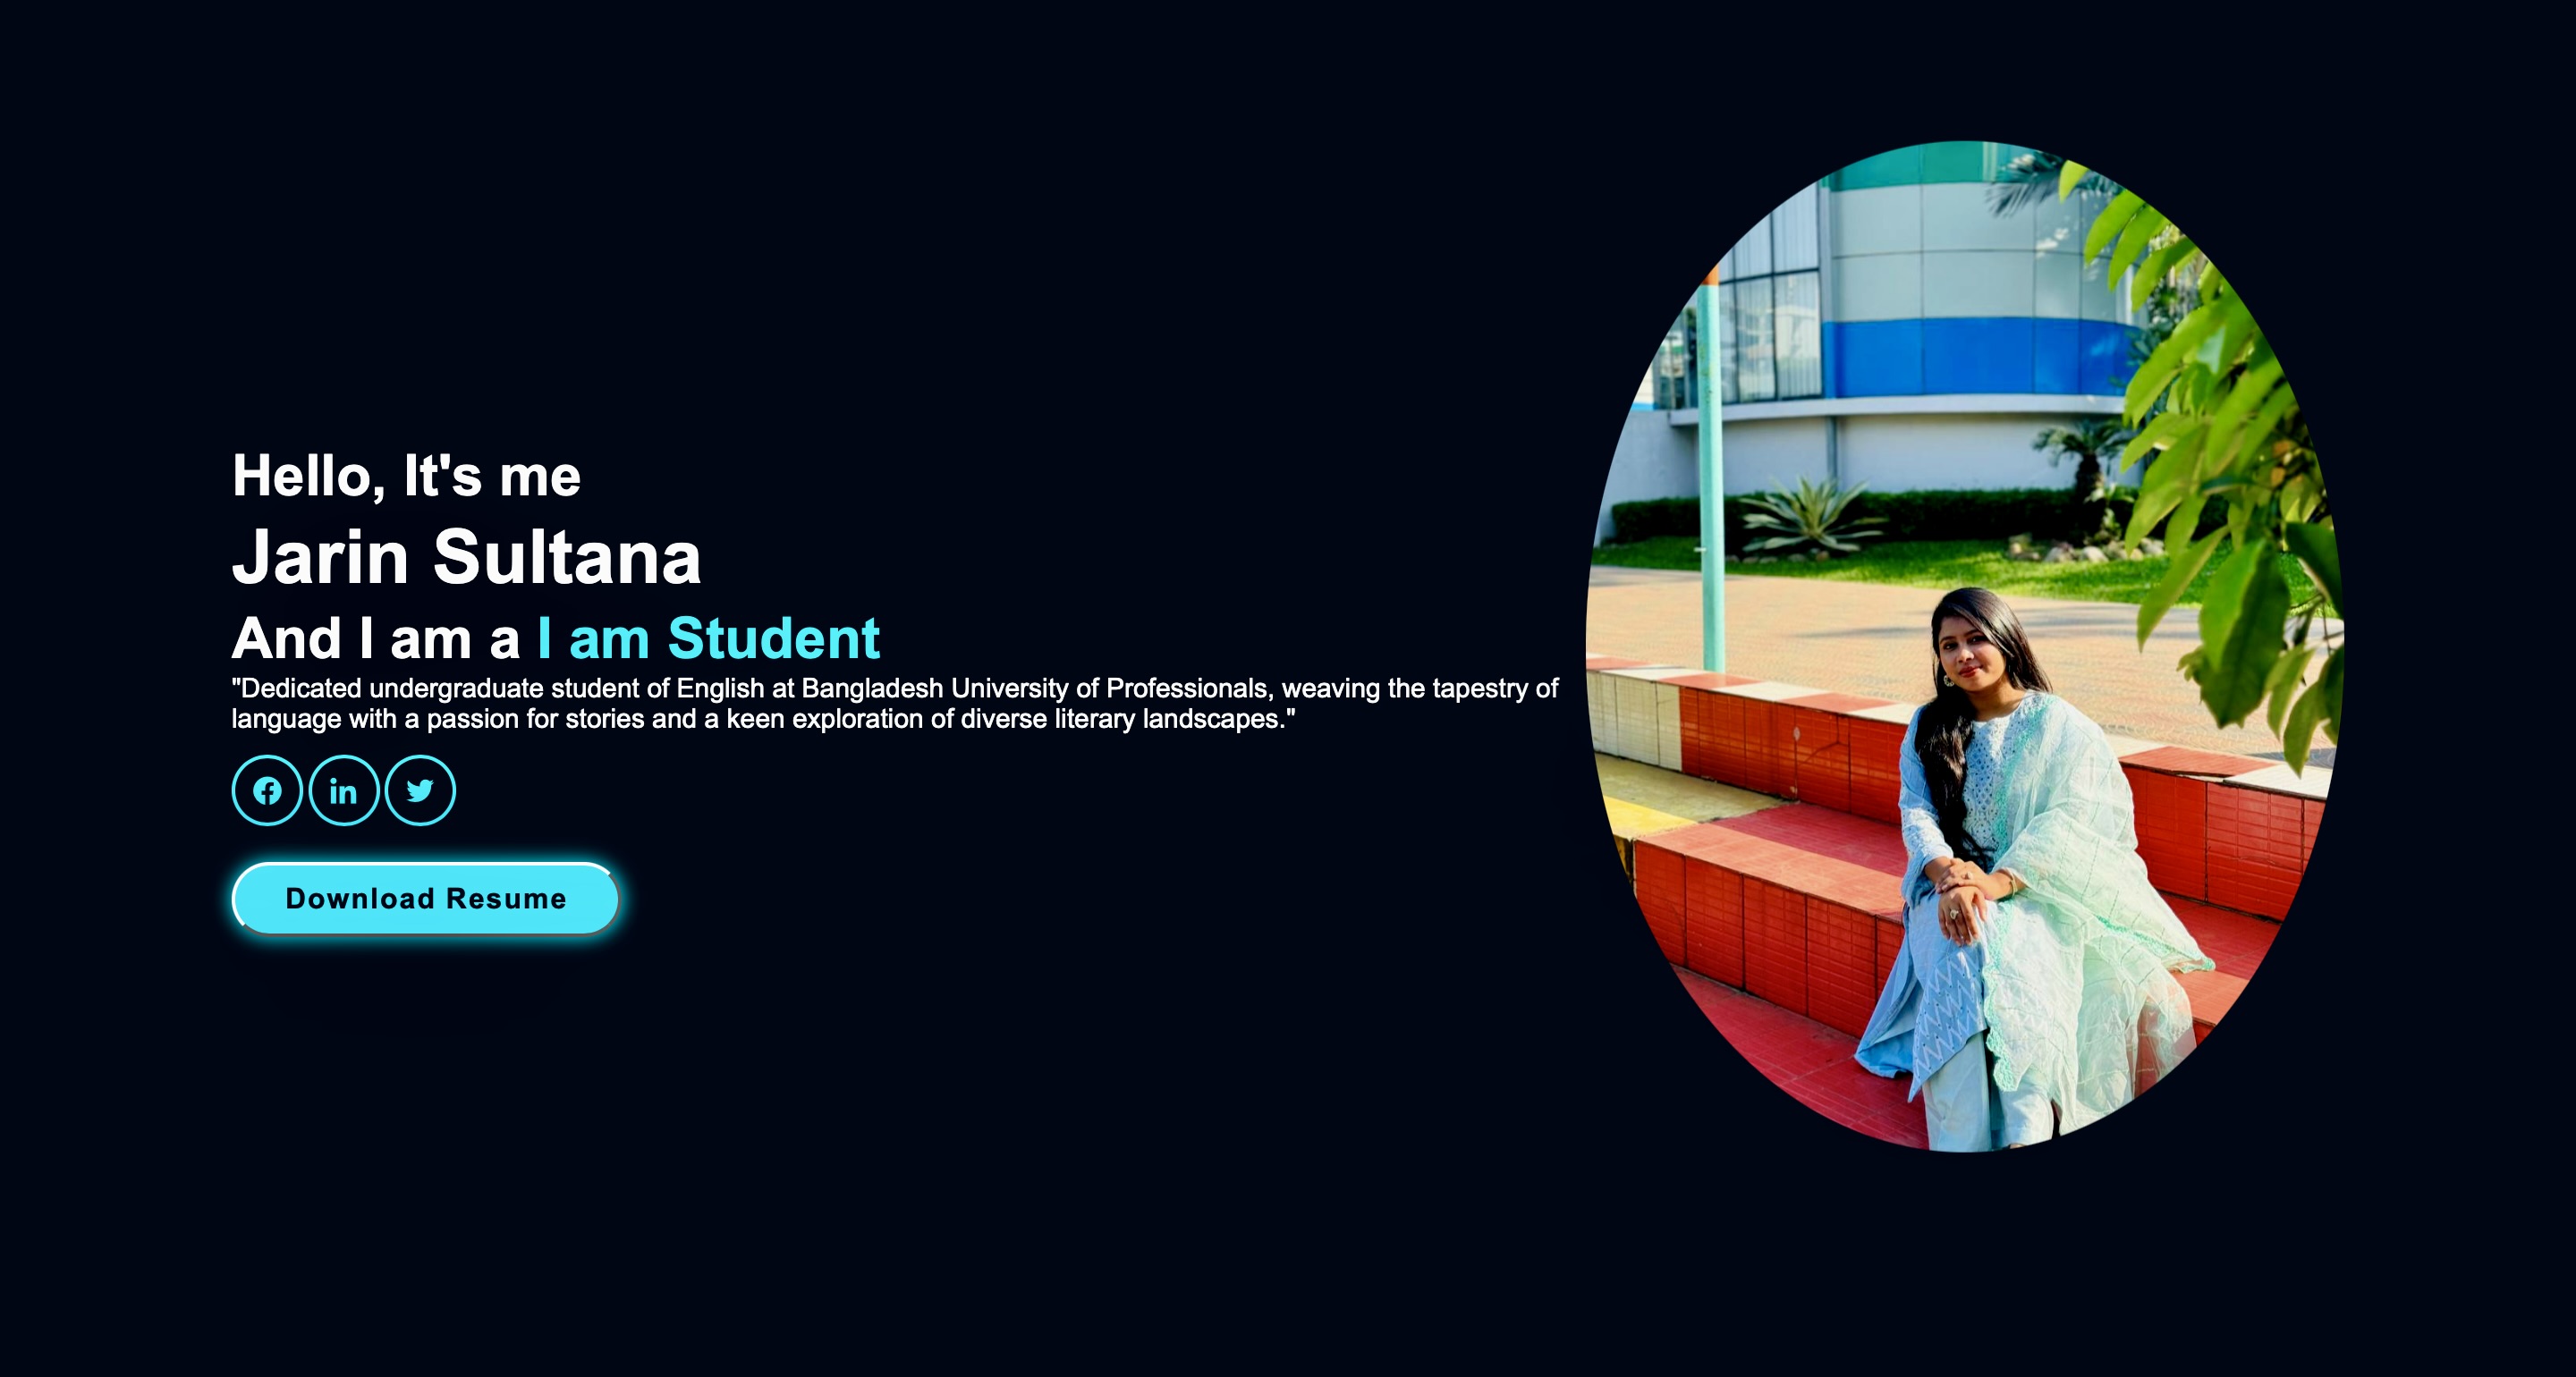 Hello, It's me
Jarin Sultana
And I am a I am Student
"Dedicated undergraduate student of English at Bangladesh University of Professionals, weaving the tapestry of
language with a passion for stories and a keen exploration of diverse literary landscapes."
Download Resume